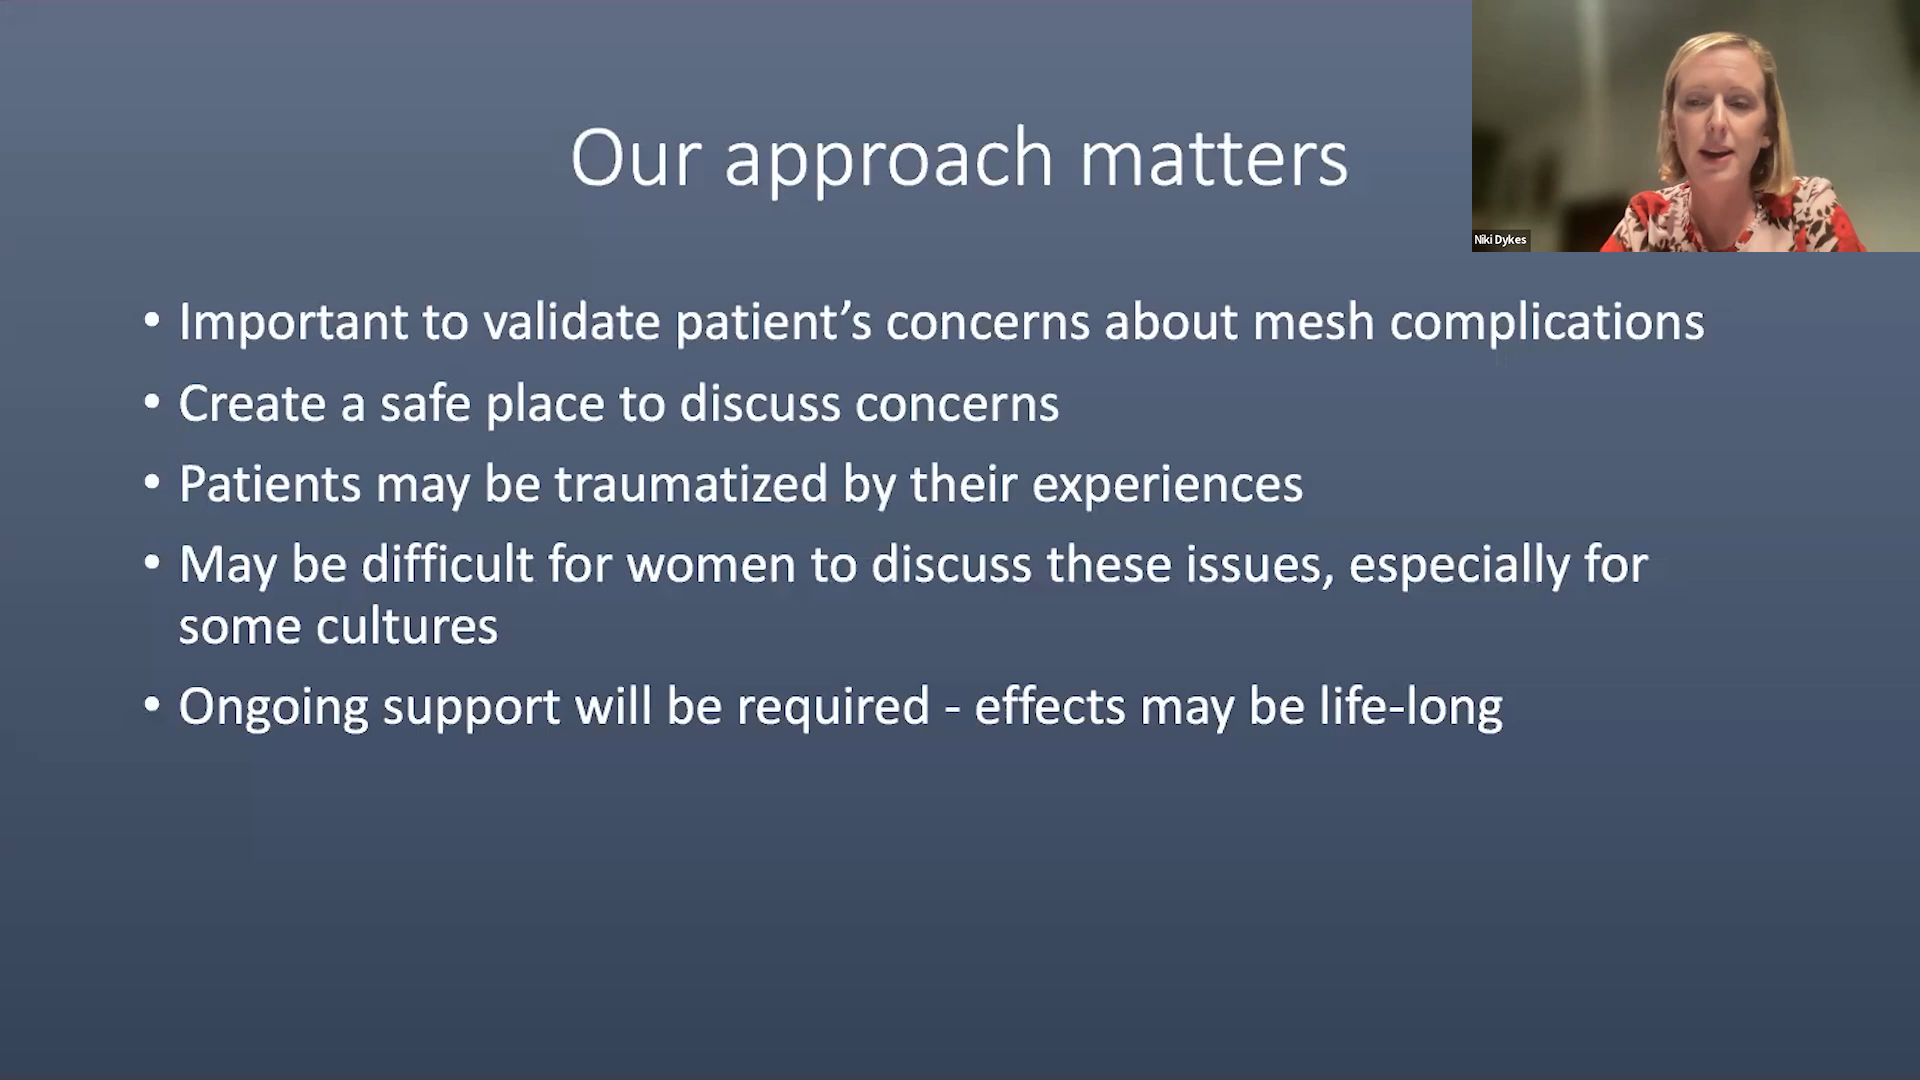 Our approach matters
Niki Dykes
• Important to validate patient’s concerns about mesh complications
• Create a safe place to discuss concerns
• Patients may be traumatized by their experiences
• May be difficult for women to discuss these issues, especially for
some cultures
• Ongoing support will be required - effects may be life-long